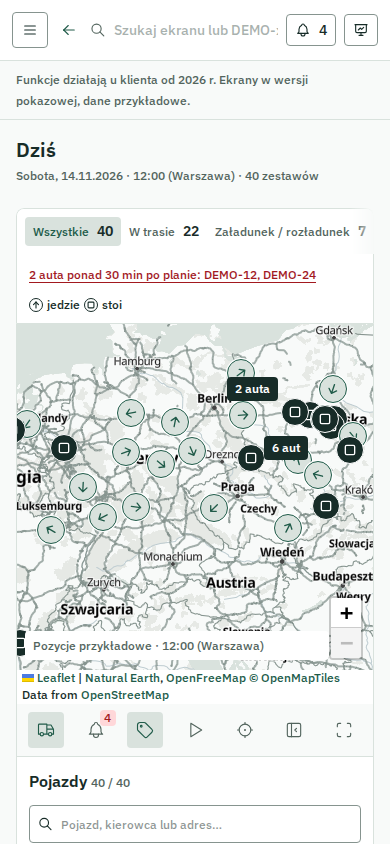 Szukaj ekranu lub DEMO-:
4
Funkcje działają u klienta od 2026 r. Ekrany w wersji
pokazowej, dane przykładowe.
Dziś
Sobota, 14.11.2026 · 12:00 (Warszawa) · 40 zestawów
Wszystkie 40 W trasie 22 Załadunek / rozładunek 7
2 auta ponad 30 min po planie: DEMO-12, DEMO-24
jedzie stoi
Gdańsk
Hamburg
2 auta
Berlin
6 aut
Praga
Luksemburg
Czechy
Wiedeń
Słowacja
Monachium
Budapeszt
Zurych
Austria
Węgry
Szwajcaria
+
−
Pozycje przykładowe · 12:00 (Warszawa)
Leaflet | Natural Earth, OpenFreeMap © OpenMapTiles
Data from OpenStreetMap
4
Pojazdy 40 / 40
Pojazd, kierowca lub adres...